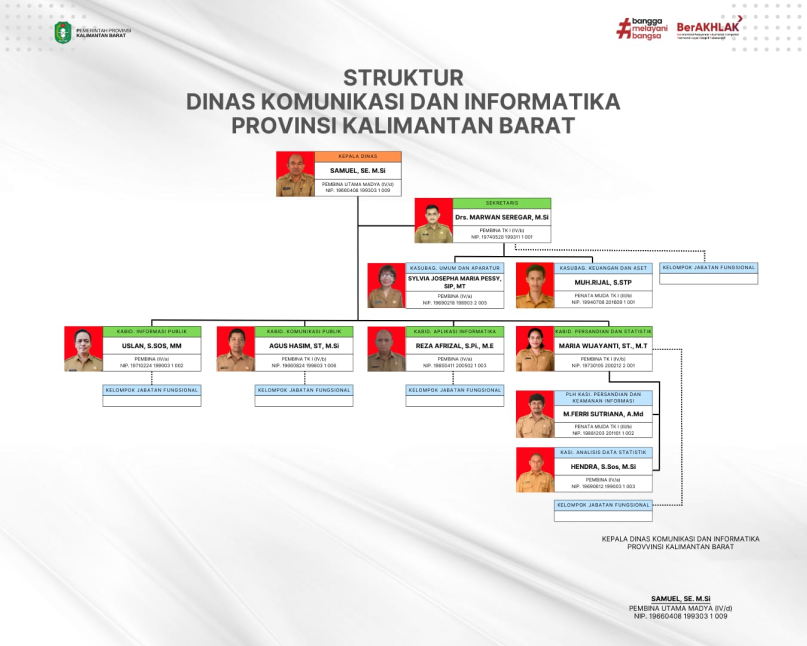 PEMERINTAH PROVINSI
KALIMANTAN BARAT
#bangga
melayani
bangsa
BerAKHLAK
STRUKTUR
DINAS KOMUNIKASI DAN INFORMATIKA
PROVINSI KALIMANTAN BARAT
KEPALA DINAS
SAMUEL, SE. M.Si
PEMBINA UTAMA MADYA (IV/d)
NIP. 19660408 199303 1 009
SEKRETARIS
Drs. MARWAN SEREGAR, M.Si
PEMBINA TK I (IV/b)
NIP. 19740520 199311 1 001
KASUBAG. UMUM DAN APARATUR
SYLVIA JOSEPHA MARIA PESSY,
SIP, MT
PEMBINA (IV/a)
NIP. 19690218 198903 2 005
KASUBAG. KEUANGAN DAN ASET
MUH.RIJAL, S.STP
PENATA MUDA TK I (III/b)
NIP. 19940708 201609 1 001
KELOMPOK JABATAN FUNGSIONAL
KABID. INFORMASI PUBLIK
USLAN, S.SOS, MM
PEMBINA (IV/a)
NIP. 19710224 199003 1 002
KELOMPOK JABATAN FUNGSIONAL
KABID. KOMUNIKASI PUBLIK
AGUS HASIM, ST, M.Si
PEMBINA TK I (IV/b)
KELOMPOK JABATAN FUNGSIONAL
KABID. APLIKASI INFORMATIKA
REZA AFRIZAL, S.Pi., M.E
PEMBINA (IV/a)
NIP. 19650411 200502 1 003
KELOMPOK JABATAN FUNGSIONAL
KABID. PERSANDIAN DAN STATISTIK
MARIA WIJAYANTI, ST., M.T
PEMBINA TK I (IV/b)
NIP. 19730105 200212 2 001
PLH KASI. PERSANDIAN DAN
KEAMANAN INFORMASI
M.FERRI SUTRIANA, A.Md
PENATA MUDA TK I (III/b)
NIP. 19881203 201101 1 002
KASI. ANALISIS DATA STATISTIK
HENDRA, S.Sos, M.Si
PEMBINA (IV/a)
NIP. 19690812 199003 1 003
KELOMPOK JABATAN FUNGSIONAL
KEPALA DINAS KOMUNIKASI DAN INFORMATIKA
PROVVINSI KALIMANTAN BARAT
SAMUEL, SE. M.Si
PEMBINA UTAMA MADYA (IV/d)
NIP. 19660408 199303 1 009